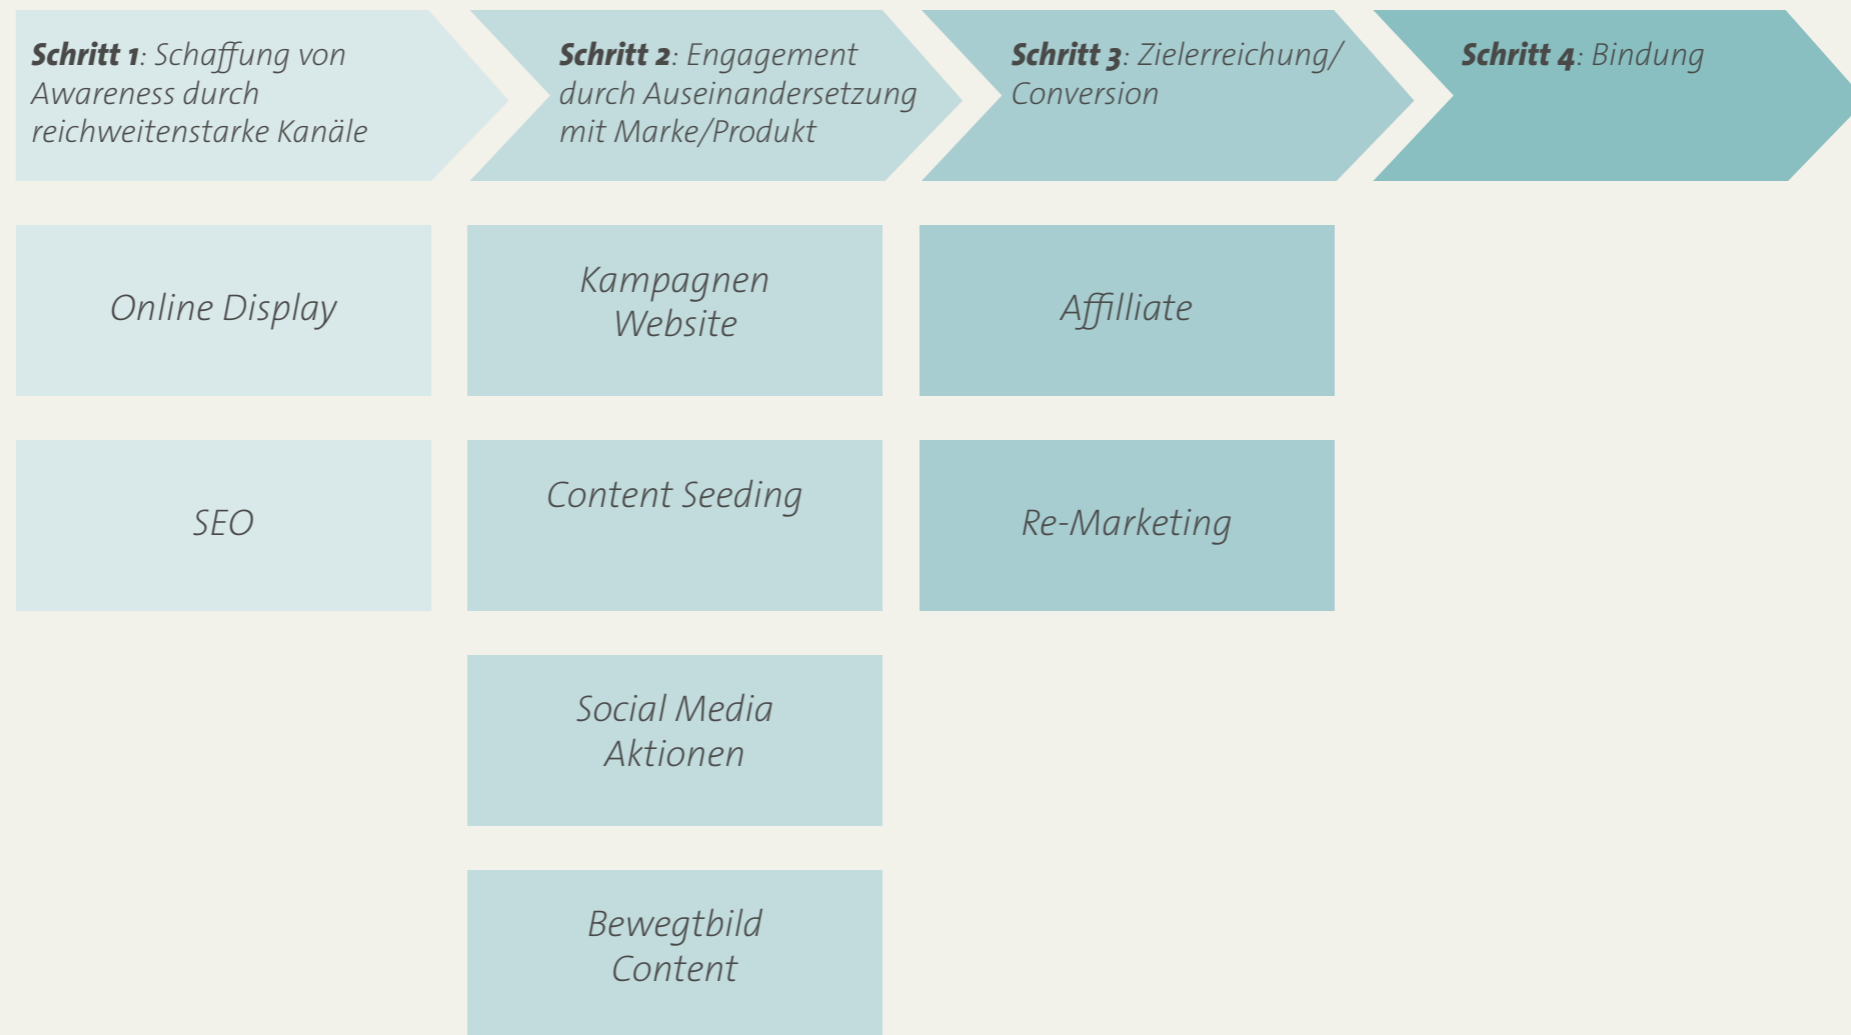 Schritt 1: Schaffung von
Awareness durch
reichweitenstarke Kanäle
Schritt 2: Engagement
durch Auseinandersetzung
mit Marke/Produkt
Schritt 3: Zielerreichung/
Conversion
Schritt 4: Bindung
Online Display
Kampagnen
Website
Affilliate
SEO
Content Seeding
Re-Marketing
Social Media
Aktionen
Bewegtbild
Content